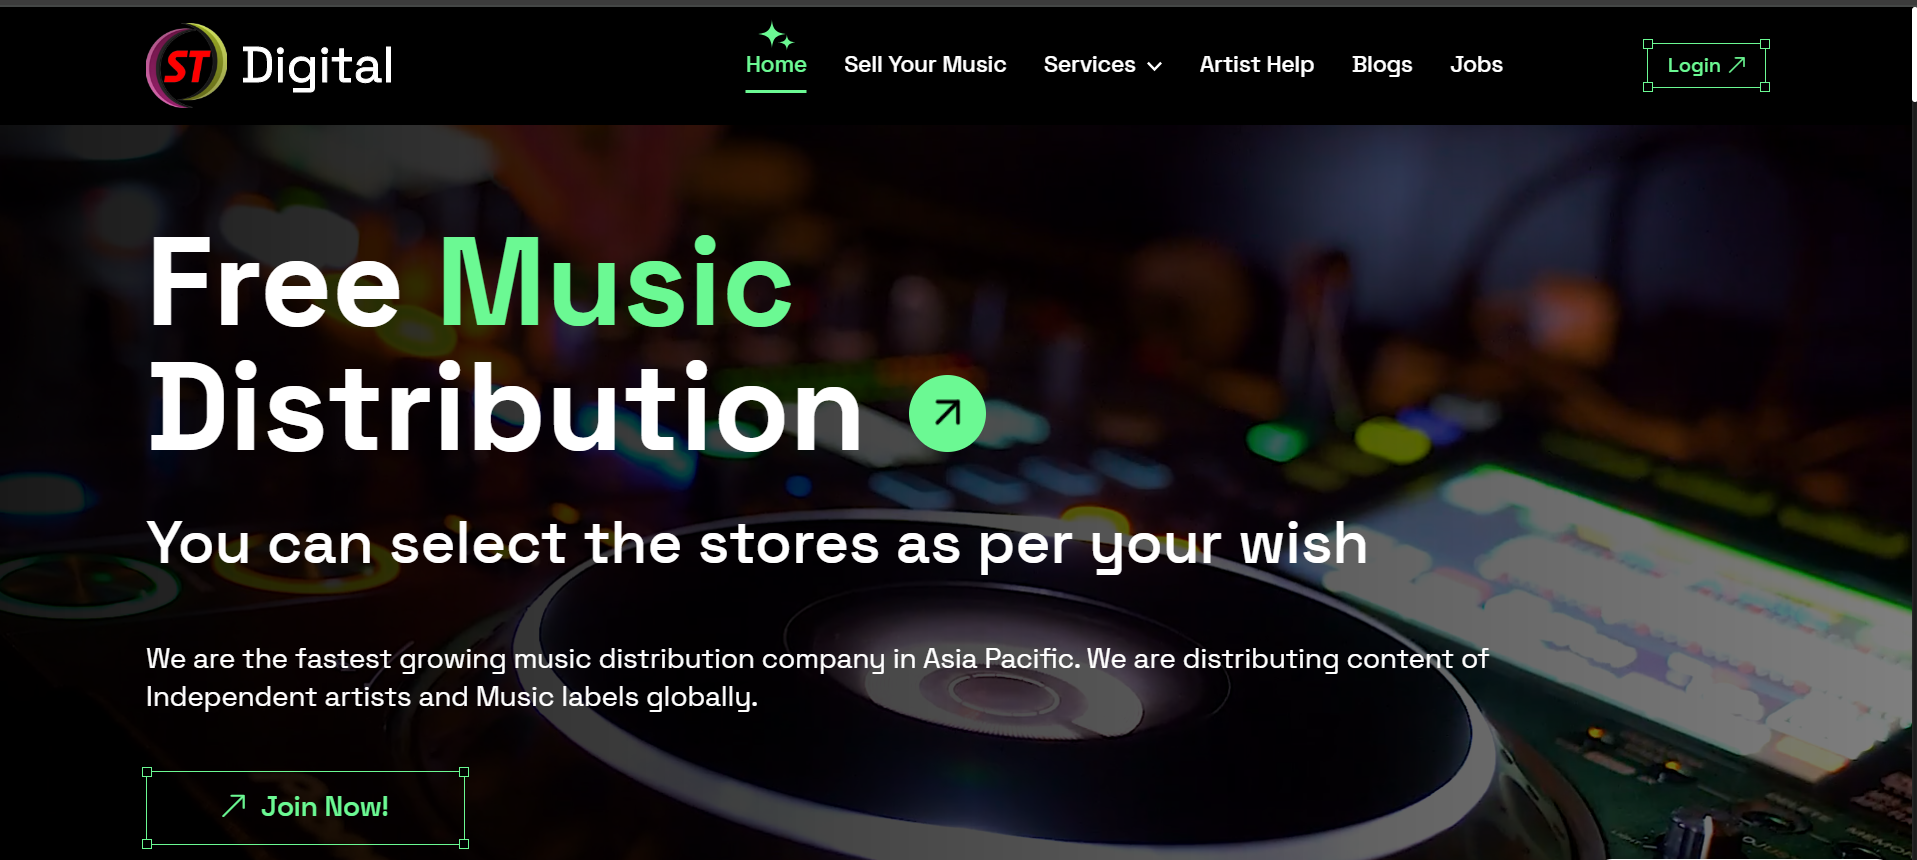 ST Digital
Home
Sell Your Music
Services
Artist Help
Blogs
Jobs
Login
Free Music
Distribution
You can select the stores as per your wish
We are the fastest growing music distribution company in Asia Pacific. We are distributing content of
Independent artists and Music labels globally.
Join Now!